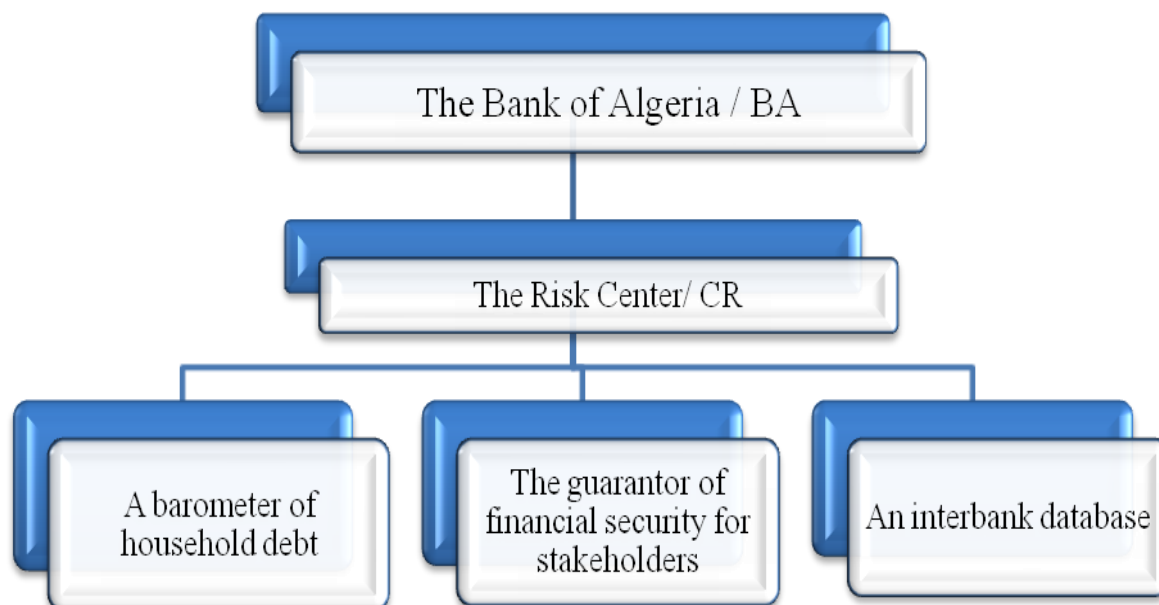 The Bank of Algeria / BA
The Risk Center/ CR
A barometer of
household debt
The guarantor of
financial security for
stakeholders
An interbank database